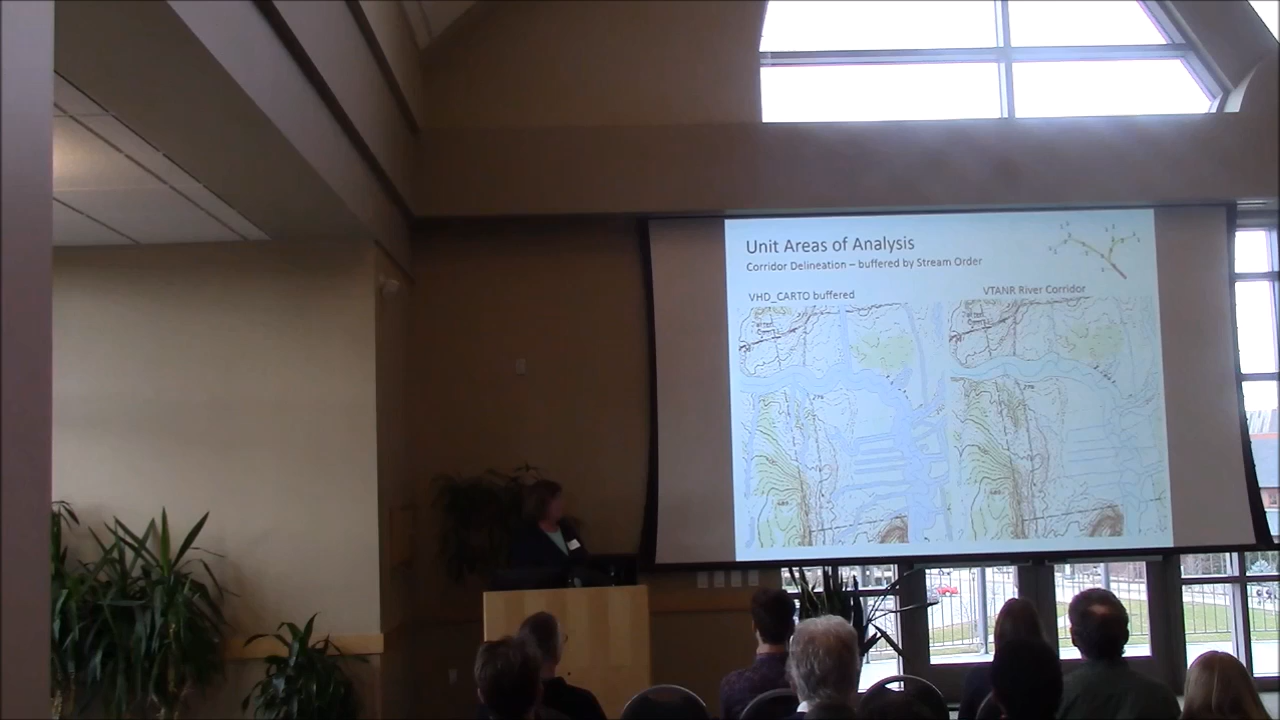 Unit Areas of Analysis
Corridor Delineation – buffered by Stream Order
VHD_CARTO buffered
VTANR River Corridor